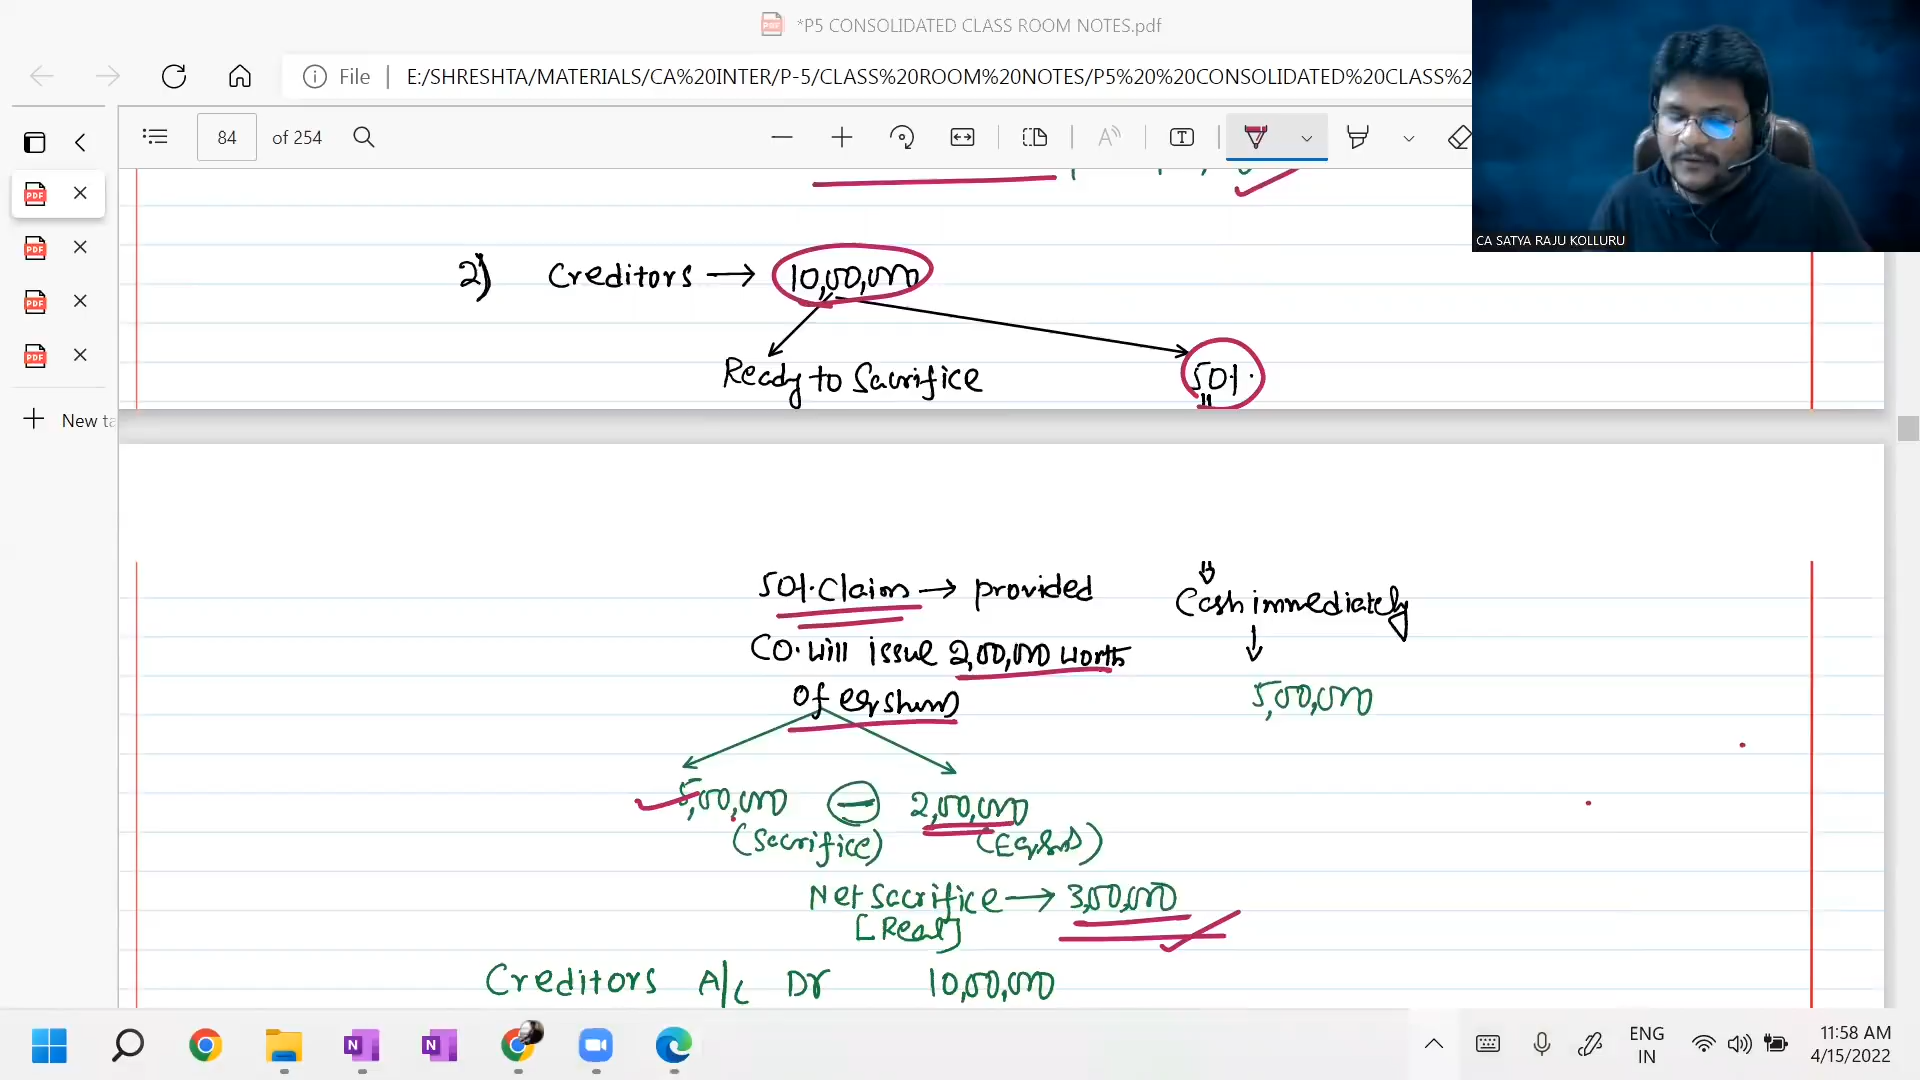 *P5 CONSOLIDATED CLASS ROOM NOTES.pdf
File
E:/SHRESHTA/MATERIALS/CA%20INTER/P-5/CLASS%20ROOM%20NOTES/P5%20%20CONSOLIDATED%20CLASS%2
84 of 254
CA SATYA RAJU KOLLURU
2) Creditors → 10,00,000
Ready to Sacrifice 50%.
New ta
50%. Claim → provided
Cash immediately
CO. will issue 2,00,000 worth
5,00,000
of eq shares
5,00,000 - 2,00,000
(Sacrifice) (Eq shares)
Net Sacrifice → 3,00,000
[Real]
Creditors A/c Dr 10,00,000
ENG
IN
11:58 AM
4/15/2022